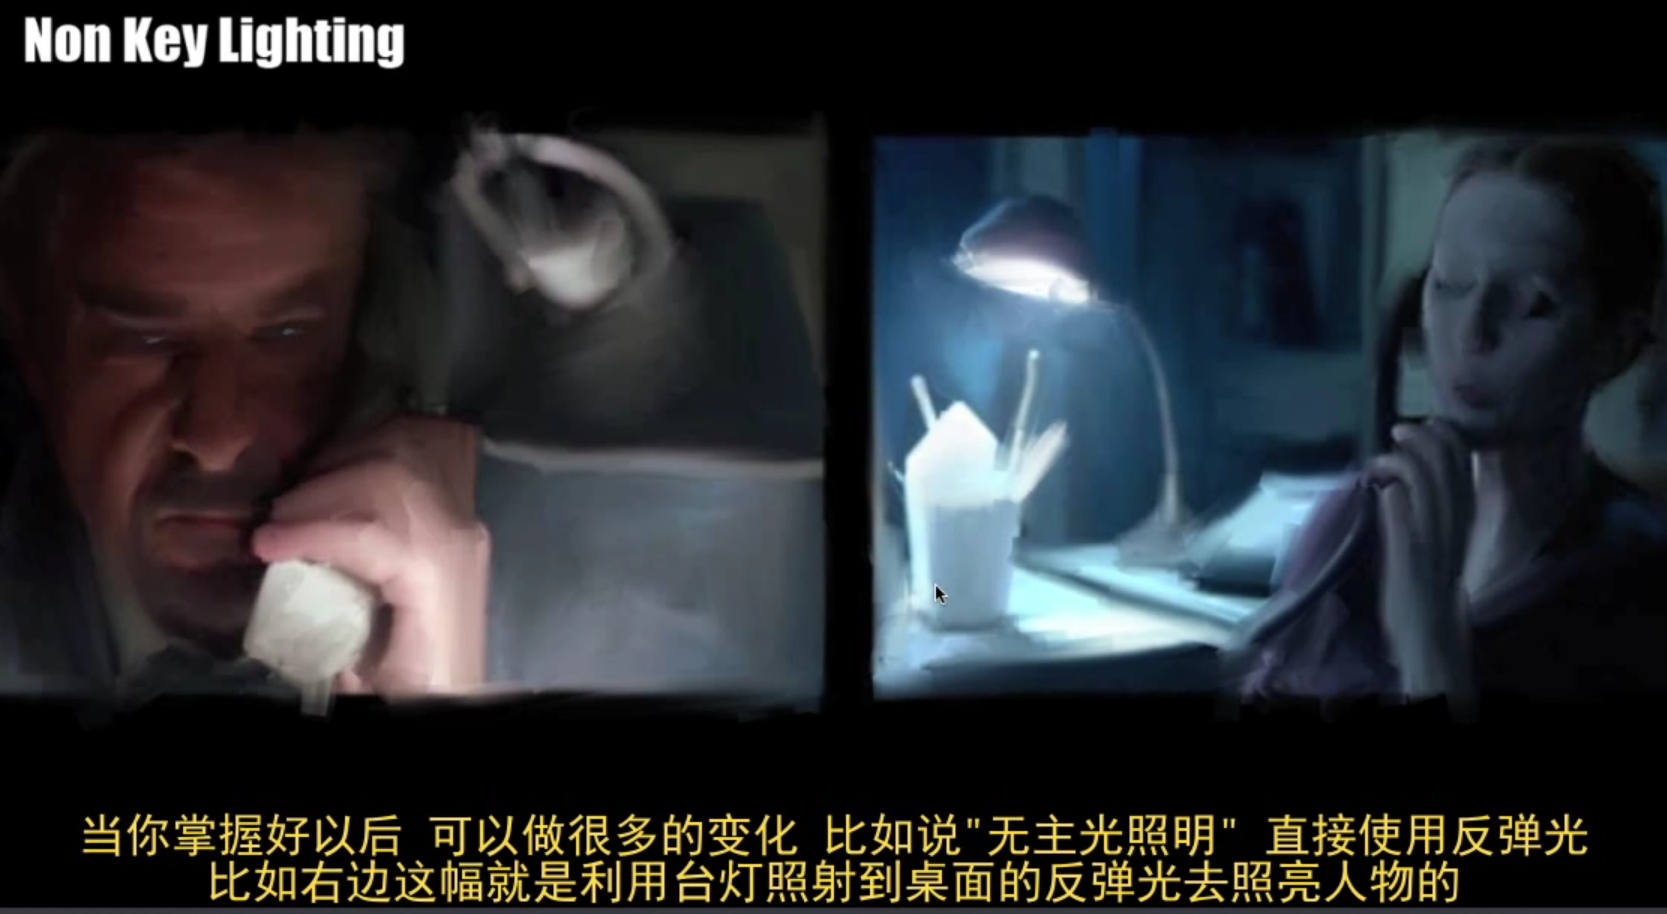 Non Key Lighting
当你掌握好以后 可以做很多的变化 比如说"无主光照明" 直接使用反弹光
比如右边这幅就是利用台灯照射到桌面的反弹光去照亮人物的